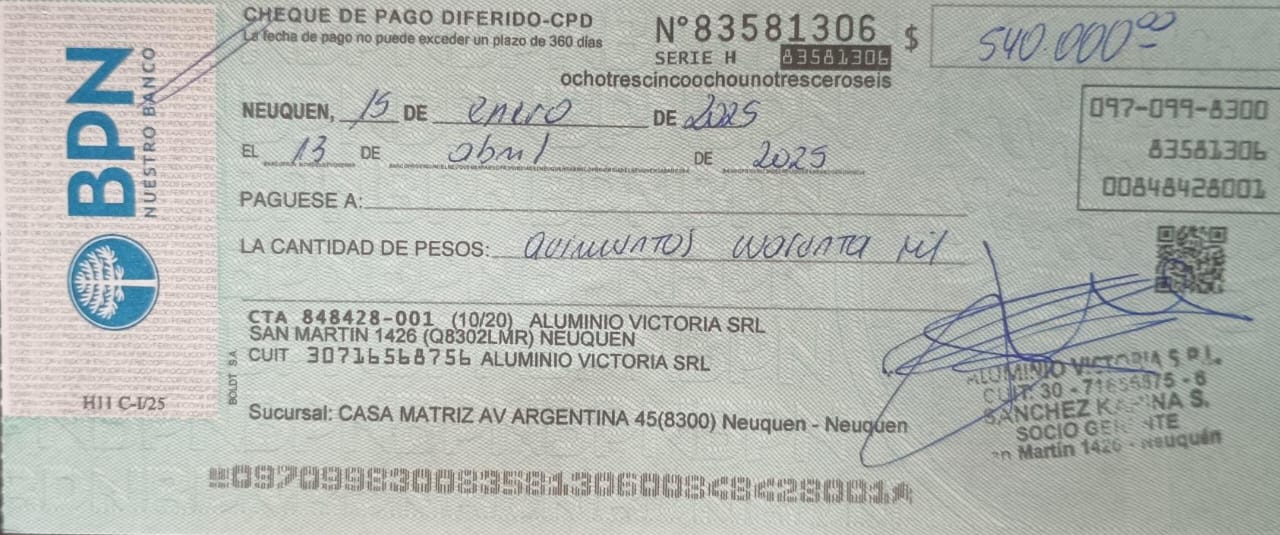 BPN
NUESTRO BANCO
H11 C-I/25
CHEQUE DE PAGO DIFERIDO-CPD
La fecha de pago no puede exceder un plazo de 360 días
N° 83581306 $ 540.000⁰⁰
SERIE H 83581306
ochotrescincoochounotresceroseis
NEUQUEN, 15 DE enero DE 2025
EL 13 DE abril DE 2025
097-099-8300
83581306
00848428001
PAGUESE A:
LA CANTIDAD DE PESOS: quinientos cuarenta mil
CTA 848428-001 (10/20) ALUMINIO VICTORIA SRL
SAN MARTIN 1426 (Q8302LMR) NEUQUEN
CUIT 30716568756 ALUMINIO VICTORIA SRL
BOLDT S.A.
Sucursal: CASA MATRIZ AV ARGENTINA 45(8300) Neuquen - Neuquen
ALUMINIO VICTORIA S.R.L.
SANCHEZ S.
SOCIO GERENTE
Martín 1426 - Neuquén